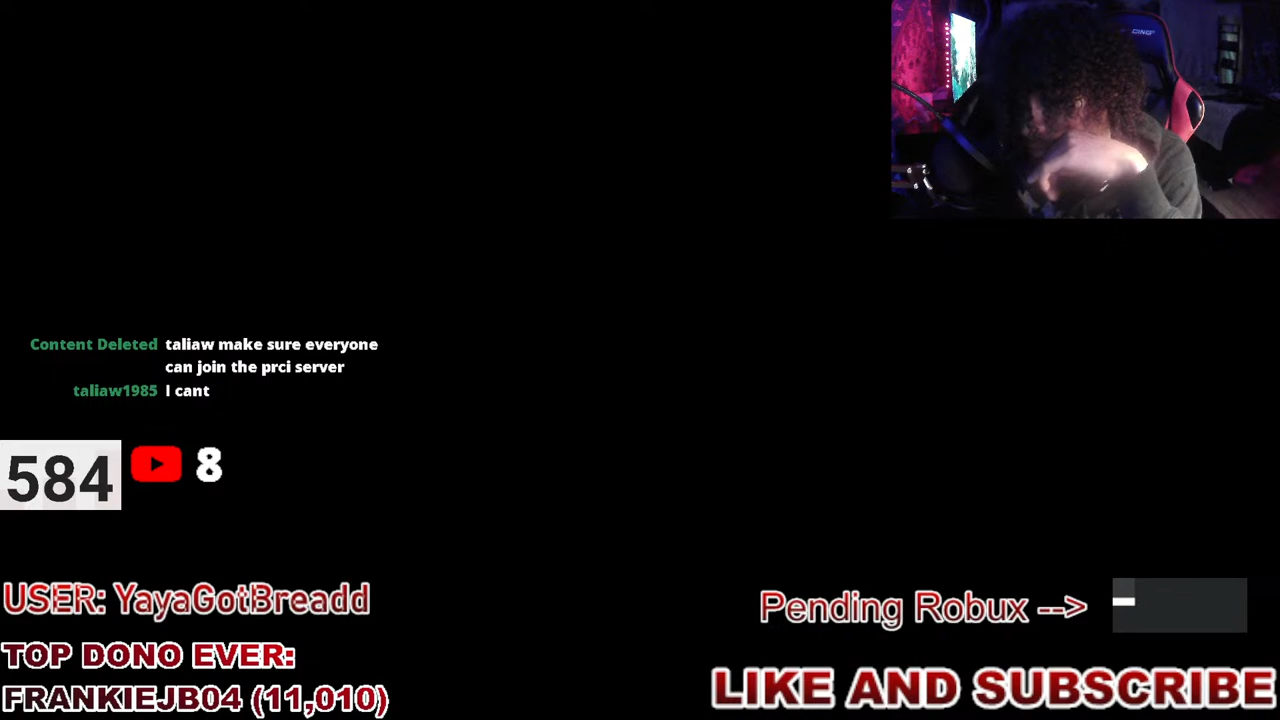 CING
Content Deleted taliaw make sure everyone
can join the prci server
taliaw1985 I cant
584 8
USER: YayaGotBreadd
Pending Robux -->
TOP DONO EVER:
FRANKIEJB04 (11,010)
LIKE AND SUBSCRIBE